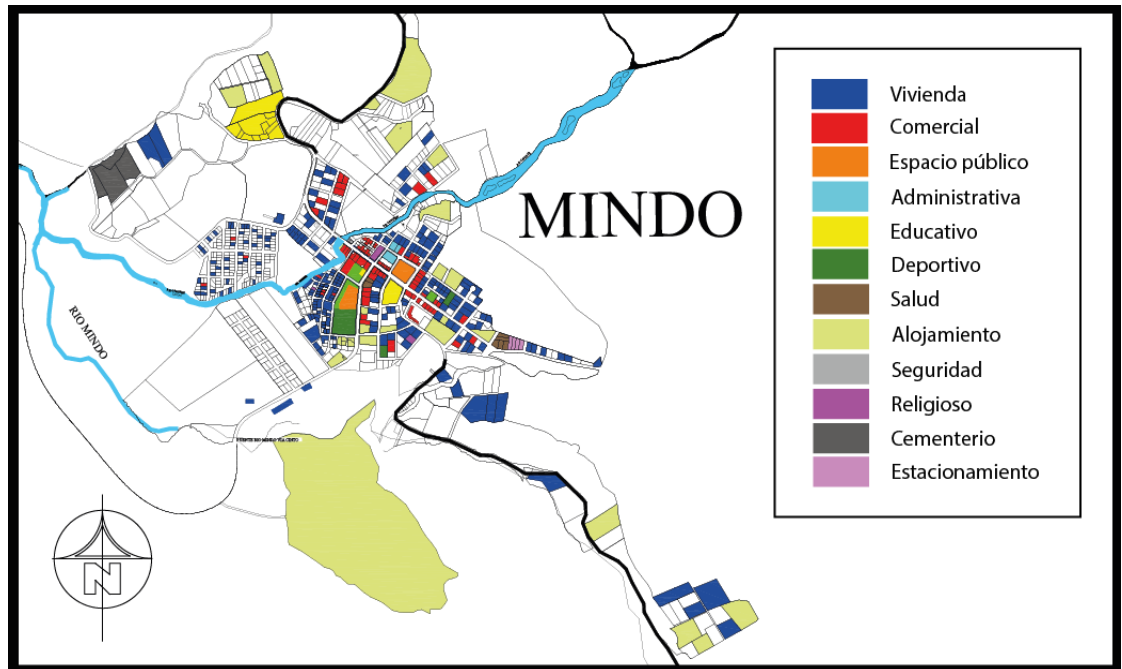 MINDO
Vivienda
Comercial
Espacio público
Administrativa
Educativo
Deportivo
Salud
Alojamiento
Seguridad
Religioso
Cementerio
Estacionamiento
RIO MINDO
N